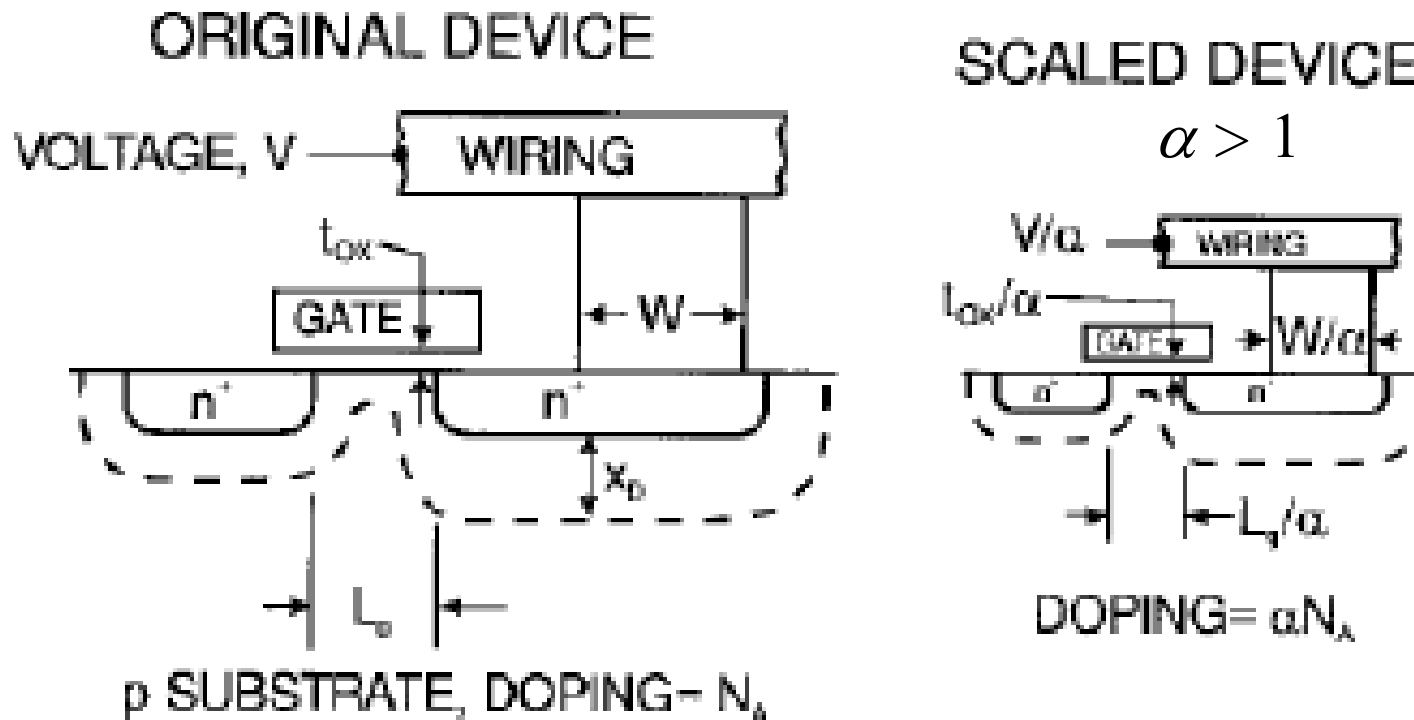 ORIGINAL DEVICE
VOLTAGE, V
WIRING
tox
GATE
W
n+
n+
xD
Lg
p SUBSTRATE, DOPING= NA
SCALED DEVICE
α > 1
V/α
WIRING
tox/α
GATE
W/α
Lg/α
DOPING= αNA